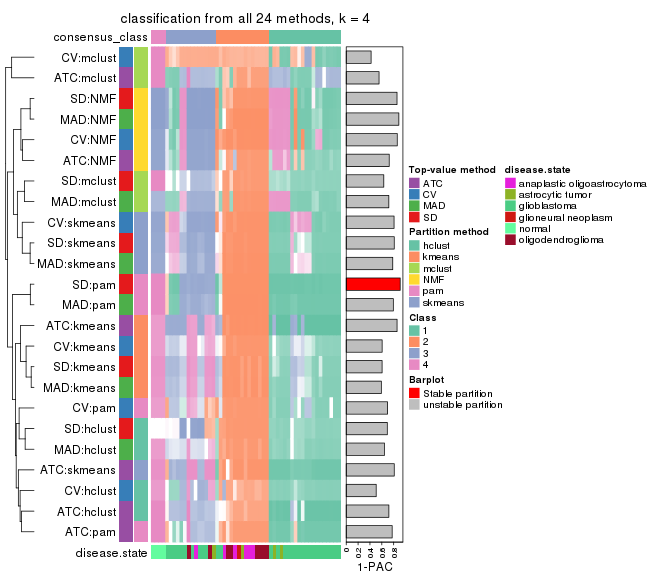 classification from all 24 methods, k = 4
consensus_class
CV:mclust
ATC:mclust
SD:NMF
MAD:NMF
CV:NMF
ATC:NMF
SD:mclust
MAD:mclust
CV:skmeans
SD:skmeans
MAD:skmeans
SD:pam
MAD:pam
ATC:kmeans
CV:kmeans
SD:kmeans
MAD:kmeans
CV:pam
SD:hclust
MAD:hclust
ATC:skmeans
CV:hclust
ATC:hclust
ATC:pam
disease.state
0 0.2 0.4 0.6 0.8
1-PAC
Top-value method
ATC
CV
MAD
SD
Partition method
hclust
kmeans
mclust
NMF
pam
skmeans
Class
1
2
3
4
Barplot
Stable partition
unstable partition
disease.state
anaplastic oligoastrocytoma
astrocytic tumor
glioblastoma
glioneural neoplasm
normal
oligodendroglioma